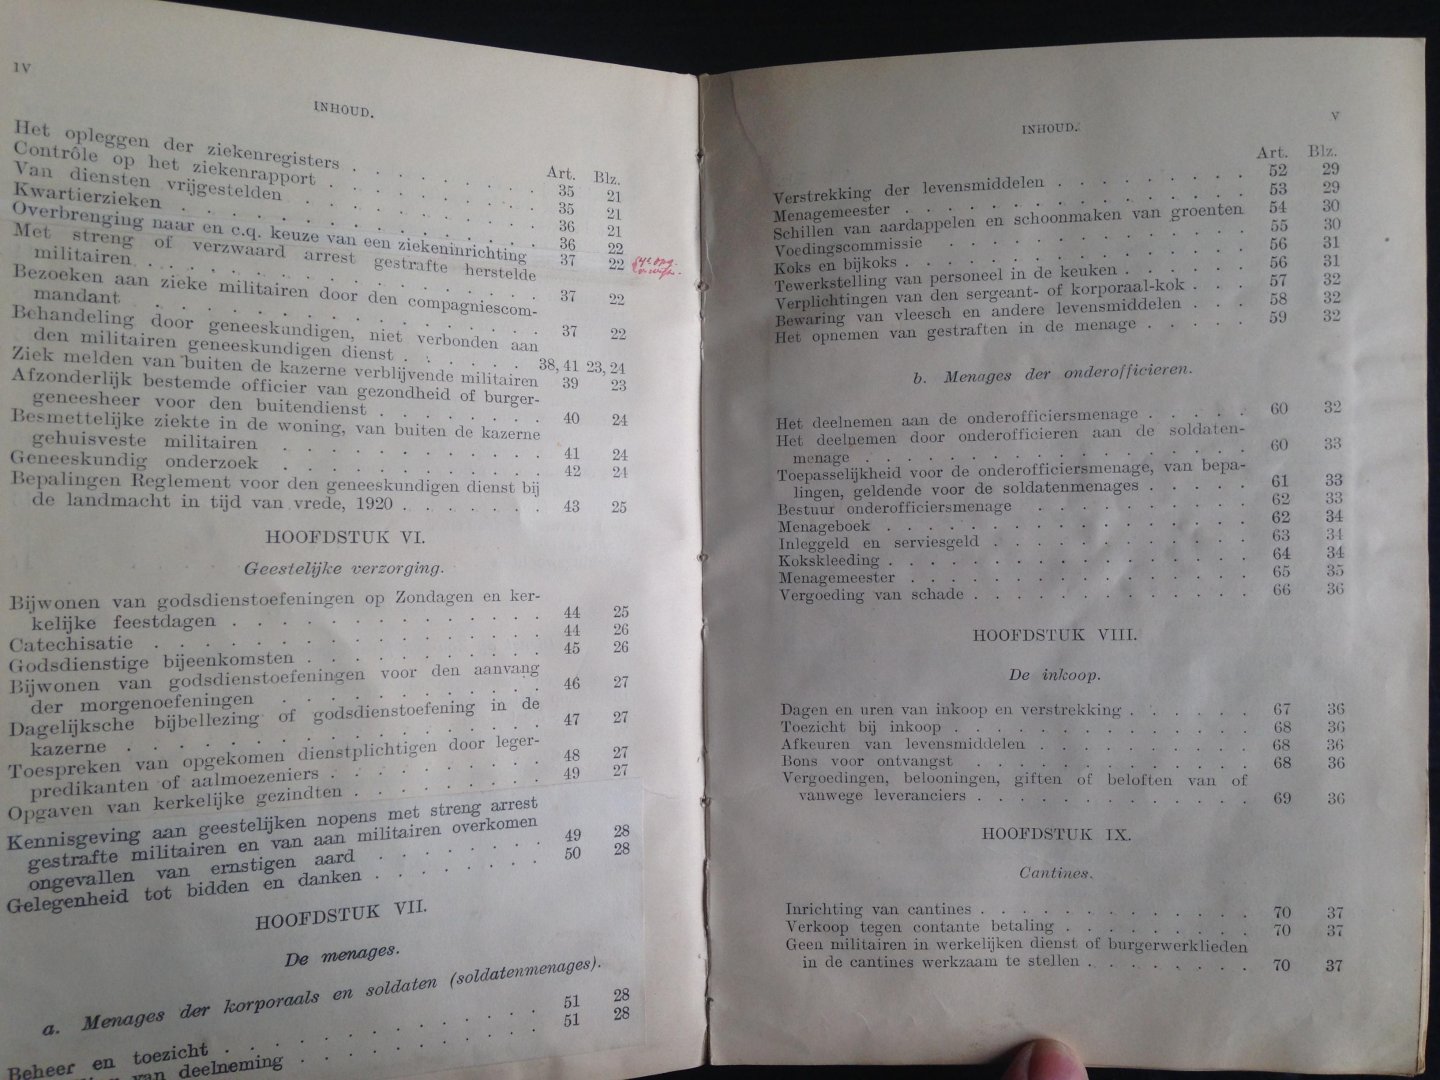 IV
INHOUD.
Art. Blz.
Het opleggen der ziekenregisters . . . . . . . . 35 21
Contrôle op het ziekenrapport . . . . . . . . . 35 21
Van diensten vrijgestelden . . . . . . . . . . 36 21
Kwartierzieken . . . . . . . . . . . . . . 36 22
Overbrenging naar en c.q. keuze van een ziekeninrichting 37 22
Met streng of verzwaard arrest gestrafte herstelde
militairen . . . . . . . . . . . . . . . 37 22
Bezoeken aan zieke militairen door den compagniescom-
mandant . . . . . . . . . . . . . . . 37 22
Behandeling door geneeskundigen, niet verbonden aan
den militairen geneeskundigen dienst . . . . . . 38, 41 23, 24
Ziek melden van buiten de kazerne verblijvende militairen 39 23
Afzonderlijk bestemde officier van gezondheid of burger-
geneesheer voor den buitendienst . . . . . . . 40 24
Besmettelijke ziekte in de woning, van buiten de kazerne
gehuisveste militairen . . . . . . . . . . . 41 24
Geneeskundig onderzoek . . . . . . . . . . . 42 24
Bepalingen Reglement voor den geneeskundigen dienst bij
de landmacht in tijd van vrede, 1920 . . . . . . . 43 25
HOOFDSTUK VI.
Geestelijke verzorging.
Bijwonen van godsdienstoefeningen op Zondagen en ker-
kelijke feestdagen . . . . . . . . . . . . 44 25
Catechisatie . . . . . . . . . . . . . . . 44 26
Godsdienstige bijeenkomsten . . . . . . . . . . 45 26
Bijwonen van godsdienstoefeningen voor den aanvang
der morgenoefeningen . . . . . . . . . . . 46 27
Dagelijksche bijbellezing of godsdienstoefening in de
kazerne . . . . . . . . . . . . . . . . 47 27
Toespreken van opgekomen dienstplichtigen door leger-
predikanten of aalmoezeniers . . . . . . . . . 48 27
Opgaven van kerkelijke gezindten . . . . . . . . 49 27
Kennisgeving aan geestelijken nopens met streng arrest
gestrafte militairen en van aan militairen overkomen
ongevallen van ernstigen aard . . . . . . . . 49 28
Gelegenheid tot bidden en danken . . . . . . . . 50 28
HOOFDSTUK VII.
De menages.
a. Menages der korporaals en soldaten (soldatenmenages).
Beheer en toezicht . . . . . . . . . . . . . 51 28
van deelneming . . . . . . . . . . . 51 28
V
INHOUD.
Art. Blz.
Verstrekking der levensmiddelen . . . . . . . . . 52 29
Menagemeester . . . . . . . . . . . . . . 53 29
Schillen van aardappelen en schoonmaken van groenten 54 30
Voedingscommissie . . . . . . . . . . . . . 55 30
Koks en bijkoks . . . . . . . . . . . . . . 56 31
Tewerkstelling van personeel in de keuken . . . . . . 56 31
Verplichtingen van den sergeant- of korporaal-kok . . . 57 32
Bewaring van vleesch en andere levensmiddelen . . . . 58 32
Het opnemen van gestraften in de menage . . . . . 59 32
b. Menages der onderofficieren.
Het deelnemen aan de onderofficiersmenage . . . . . 60 32
Het deelnemen door onderofficieren aan de soldaten-
menage . . . . . . . . . . . . . . . . 60 33
Toepasselijkheid voor de onderofficiersmenage, van bepa-
lingen, geldende voor de soldatenmenages . . . . . 61 33
Bestuur onderofficiersmenage . . . . . . . . . . 62 33
Menageboek . . . . . . . . . . . . . . . 62 34
Inleggeld en serviesgeld . . . . . . . . . . . 63 34
Kokskleeding . . . . . . . . . . . . . . . 64 34
Menagemeester . . . . . . . . . . . . . . 65 35
Vergoeding van schade . . . . . . . . . . . . 66 36
HOOFDSTUK VIII.
De inkoop.
Dagen en uren van inkoop en verstrekking . . . . . . 67 36
Toezicht bij inkoop . . . . . . . . . . . . . 68 36
Afkeuren van levensmiddelen . . . . . . . . . . 68 36
Bons voor ontvangst . . . . . . . . . . . . 68 36
Vergoedingen, belooningen, giften of beloften van of
vanwege leveranciers . . . . . . . . . . . . 69 36
HOOFDSTUK IX.
Cantines.
Inrichting van cantines . . . . . . . . . . . . 70 37
Verkoop tegen contante betaling . . . . . . . . 70 37
Geen militairen in werkelijken dienst of burgerwerklieden
in de cantines werkzaam te stellen . . . . . . . 70 37